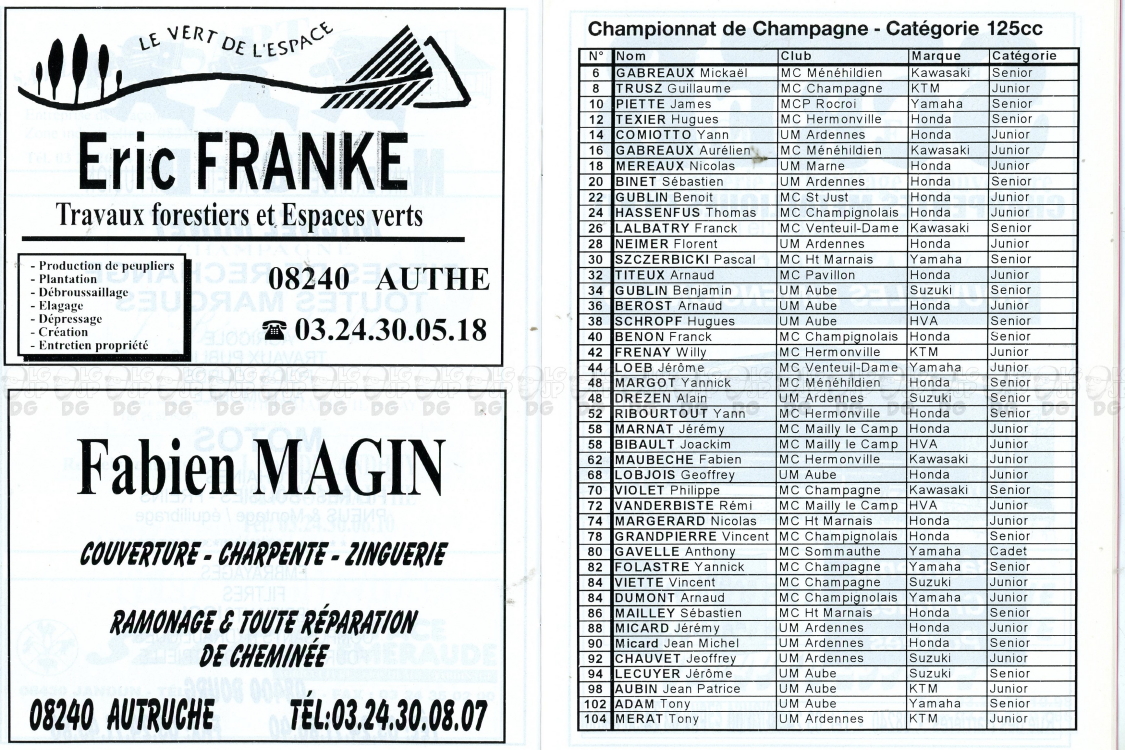 LE VERT DE L'ESPACE
Eric FRANKE
Travaux forestiers et Espaces verts
- Production de peupliers
- Plantation
- Débroussaillage
- Elagage
- Dépressage
- Création
- Entretien propriété
08240 AUTHE
☎ 03.24.30.05.18
Fabien MAGIN
COUVERTURE - CHARPENTE - ZINGUERIE
RAMONAGE & TOUTE RÉPARATION
DE CHEMINÉE
08240 AUTRUCHE TÉL:03.24.30.08.07
Championnat de Champagne - Catégorie 125cc
N° Nom Club Marque Catégorie
6 GABREAUX Mickaël MC Ménéhildien Kawasaki Senior
8 TRUSZ Guillaume MC Champagne KTM Junior
10 PIETTE James MCP Rocroi Yamaha Senior
12 TEXIER Hugues MC Hermonville Honda Senior
14 COMIOTTO Yann UM Ardennes Honda Junior
16 GABREAUX Aurélien MC Ménéhildien Kawasaki Junior
18 MEREAUX Nicolas UM Marne Honda Junior
20 BINET Sébastien UM Ardennes Honda Senior
22 GUBLIN Benoit MC St Just Honda Junior
24 HASSENFUS Thomas MC Champignolais Honda Junior
26 LALBATRY Franck MC Venteuil-Dame Kawasaki Senior
28 NEIMER Florent UM Ardennes Honda Junior
30 SZCZERBICKI Pascal MC Ht Marnais Yamaha Senior
32 TITEUX Arnaud MC Pavillon Honda Junior
34 GUBLIN Benjamin UM Aube Suzuki Senior
36 BEROST Arnaud UM Aube Honda Junior
38 SCHROPF Hugues UM Aube HVA Senior
40 BENON Franck MC Champignolais Honda Senior
42 FRENAY Willy MC Hermonville KTM Junior
44 LOEB Jérôme MC Venteuil-Dame Yamaha Junior
48 MARGOT Yannick MC Ménéhildien Honda Senior
48 DREZEN Alain UM Ardennes Suzuki Senior
52 RIBOURTOUT Yann MC Hermonville Honda Senior
58 MARNAT Jérémy MC Mailly le Camp Honda Junior
58 BIBAULT Joackim MC Mailly le Camp HVA Junior
62 MAUBECHE Fabien MC Hermonville Kawasaki Junior
68 LOBJOIS Geoffrey UM Aube Honda Junior
70 VIOLET Philippe MC Champagne Kawasaki Senior
72 VANDERBISTE Rémi MC Mailly le Camp HVA Junior
74 MARGERARD Nicolas MC Ht Marnais Honda Junior
78 GRANDPIERRE Vincent MC Champignolais Honda Senior
80 GAVELLE Anthony MC Sommauthe Yamaha Cadet
82 FOLASTRE Yannick MC Champagne Yamaha Senior
84 VIETTE Vincent MC Champagne Suzuki Junior
84 DUMONT Arnaud MC Champignolais Yamaha Junior
86 MAILLEY Sébastien MC Ht Marnais Honda Senior
88 MICARD Jérémy UM Ardennes Honda Junior
90 Micard Jean Michel UM Ardennes Honda Senior
92 CHAUVET Jeoffrey UM Ardennes Suzuki Junior
94 LECUYER Jérôme UM Aube Suzuki Senior
98 AUBIN Jean Patrice UM Aube KTM Junior
102 ADAM Tony UM Aube Yamaha Senior
104 MERAT Tony UM Ardennes KTM Junior